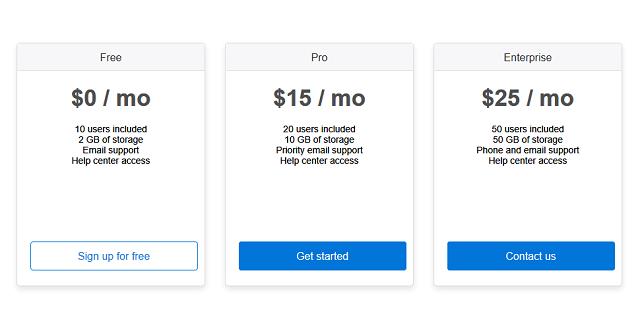 Free
$0 / mo
10 users included
2 GB of storage
Email support
Help center access
Sign up for free
Pro
$15 / mo
20 users included
10 GB of storage
Priority email support
Help center access
Get started
Enterprise
$25 / mo
50 users included
50 GB of storage
Phone and email support
Help center access
Contact us